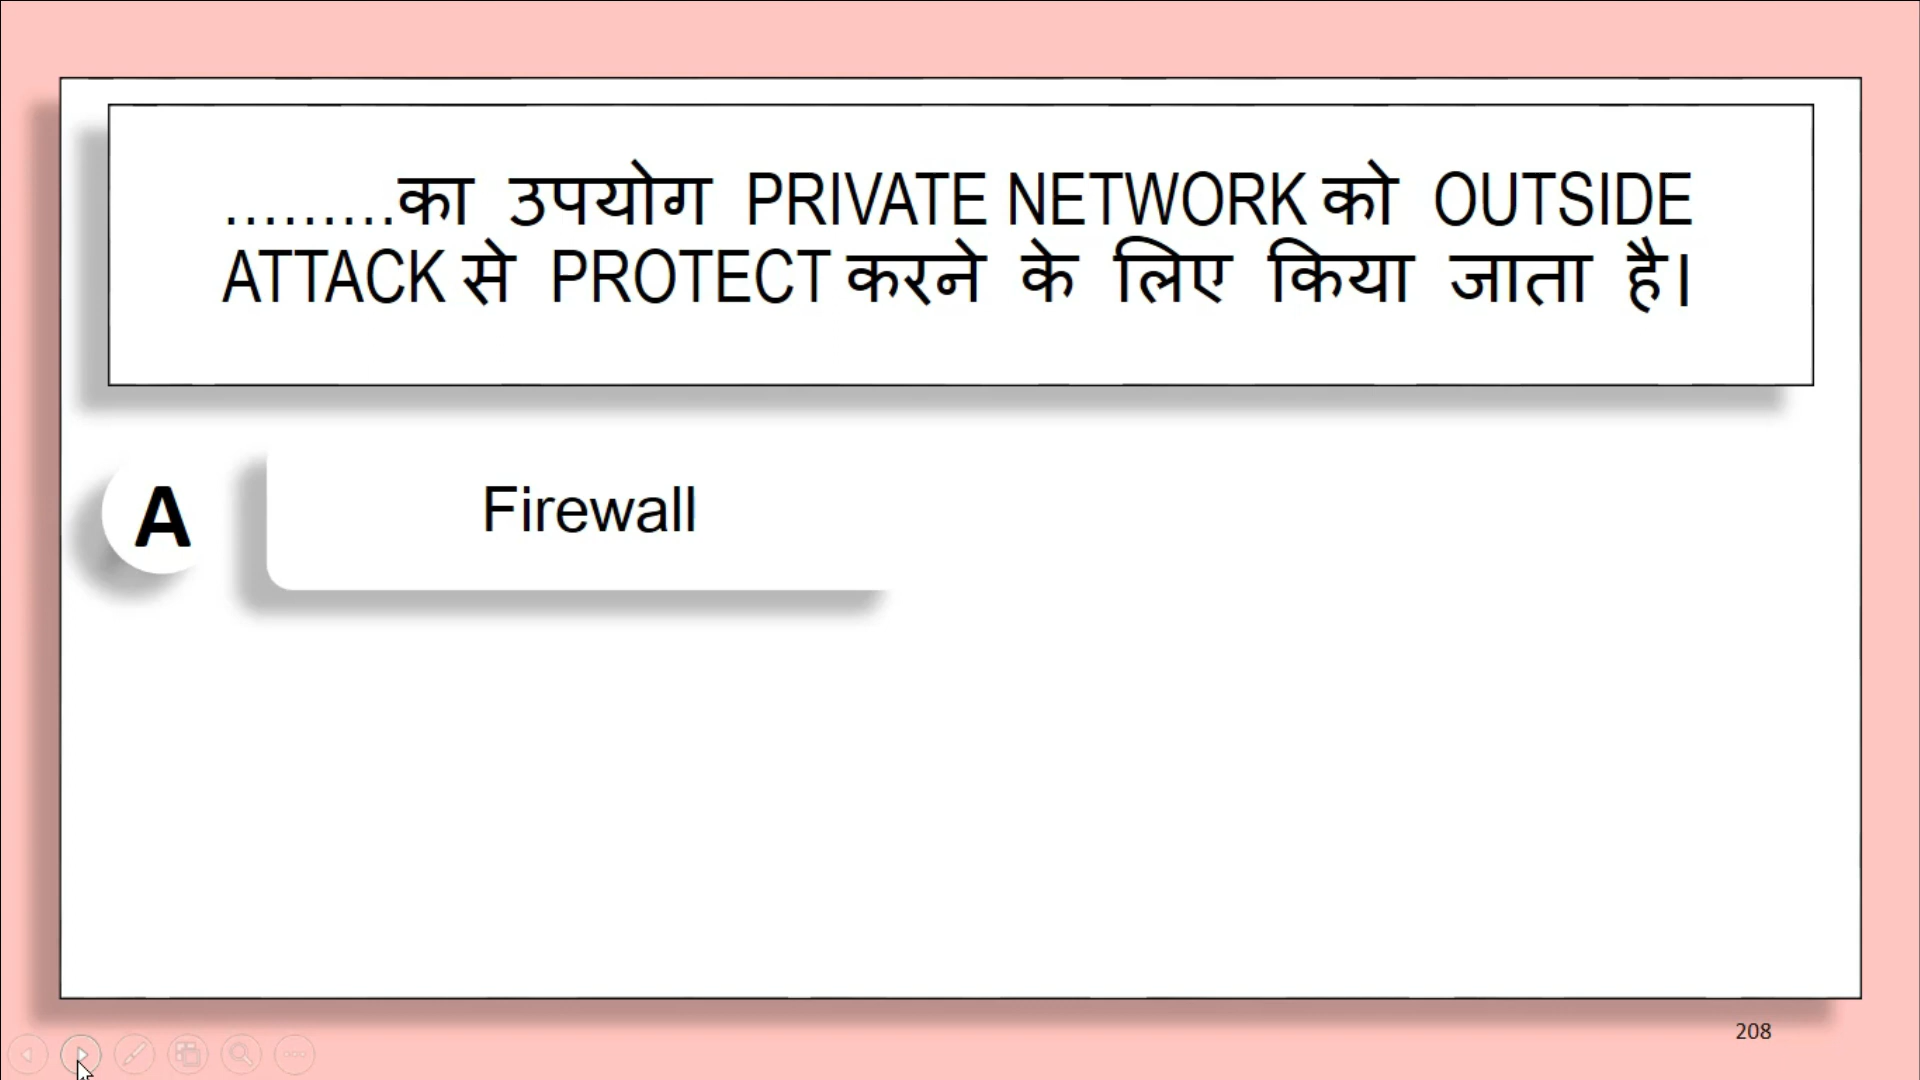 .........का उपयोग PRIVATE NETWORK को OUTSIDE
ATTACK से PROTECT करने के लिए किया जाता है।
A
Firewall
208